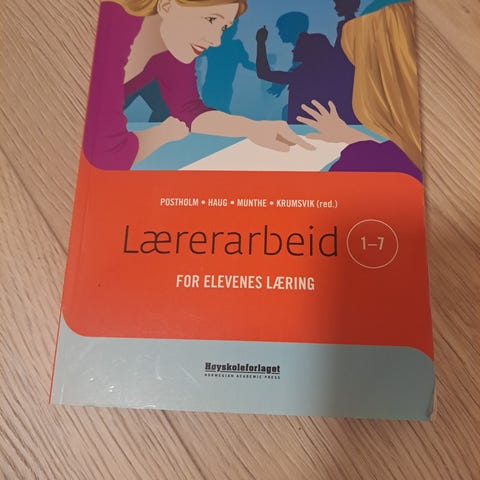 POSTHOLM • HAUG • MUNTHE • KRUMSVIK (red.)
Lærerarbeid 1–7
FOR ELEVENES LÆRING
Høyskoleforlaget
NORWEGIAN ACADEMIC PRESS